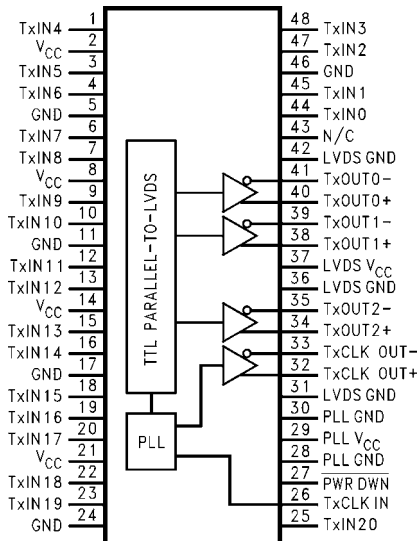 TxIN4 1 48 TxIN3
VCC 2 47 TxIN2
TxIN5 3 46 GND
TxIN6 4 45 TxIN1
GND 5 44 TxIN0
TxIN7 6 43 N/C
TxIN8 7 42 LVDS GND
VCC 8 41 TxOUT0-
TxIN9 9 40 TxOUT0+
TxIN10 10 39 TxOUT1-
GND 11 38 TxOUT1+
TxIN11 12 37 LVDS VCC
TxIN12 13 36 LVDS GND
VCC 14 35 TxOUT2-
TxIN13 15 34 TxOUT2+
TxIN14 16 33 TxCLK OUT-
GND 17 32 TxCLK OUT+
TxIN15 18 31 LVDS GND
TxIN16 19 30 PLL GND
TxIN17 20 29 PLL VCC
VCC 21 28 PLL GND
TxIN18 22 27 PWR DWN
TxIN19 23 26 TxCLK IN
GND 24 25 TxIN20
TTL PARALLEL-TO-LVDS
PLL